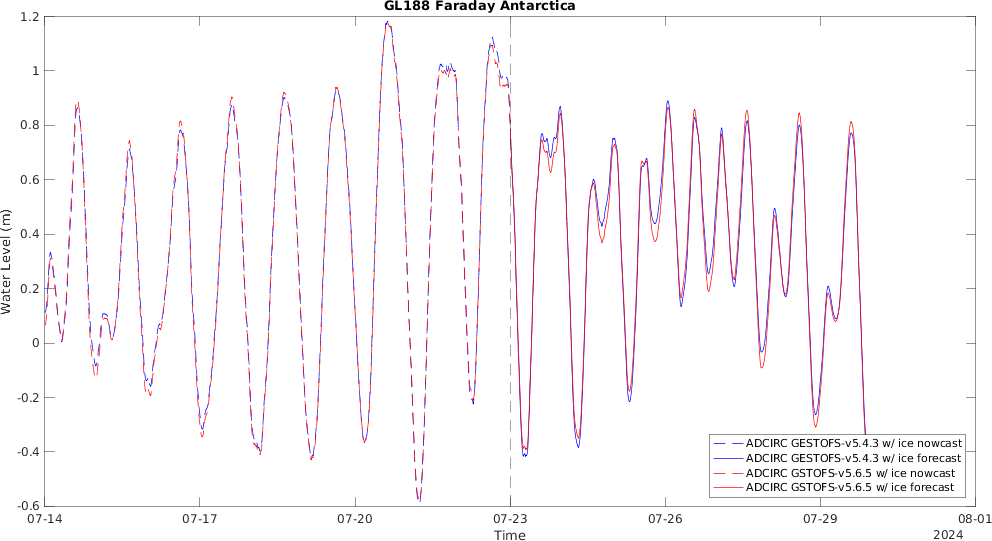 GL188 Faraday Antarctica
Water Level (m)
1.2
1
0.8
0.6
0.4
0.2
0
-0.2
-0.4
-0.6
07-14
07-17
07-20
07-23
07-26
07-29
08-01
Time
2024
ADCIRC GESTOFS-v5.4.3 w/ ice nowcast
ADCIRC GESTOFS-v5.4.3 w/ ice forecast
ADCIRC GSTOFS-v5.6.5 w/ ice nowcast
ADCIRC GSTOFS-v5.6.5 w/ ice forecast